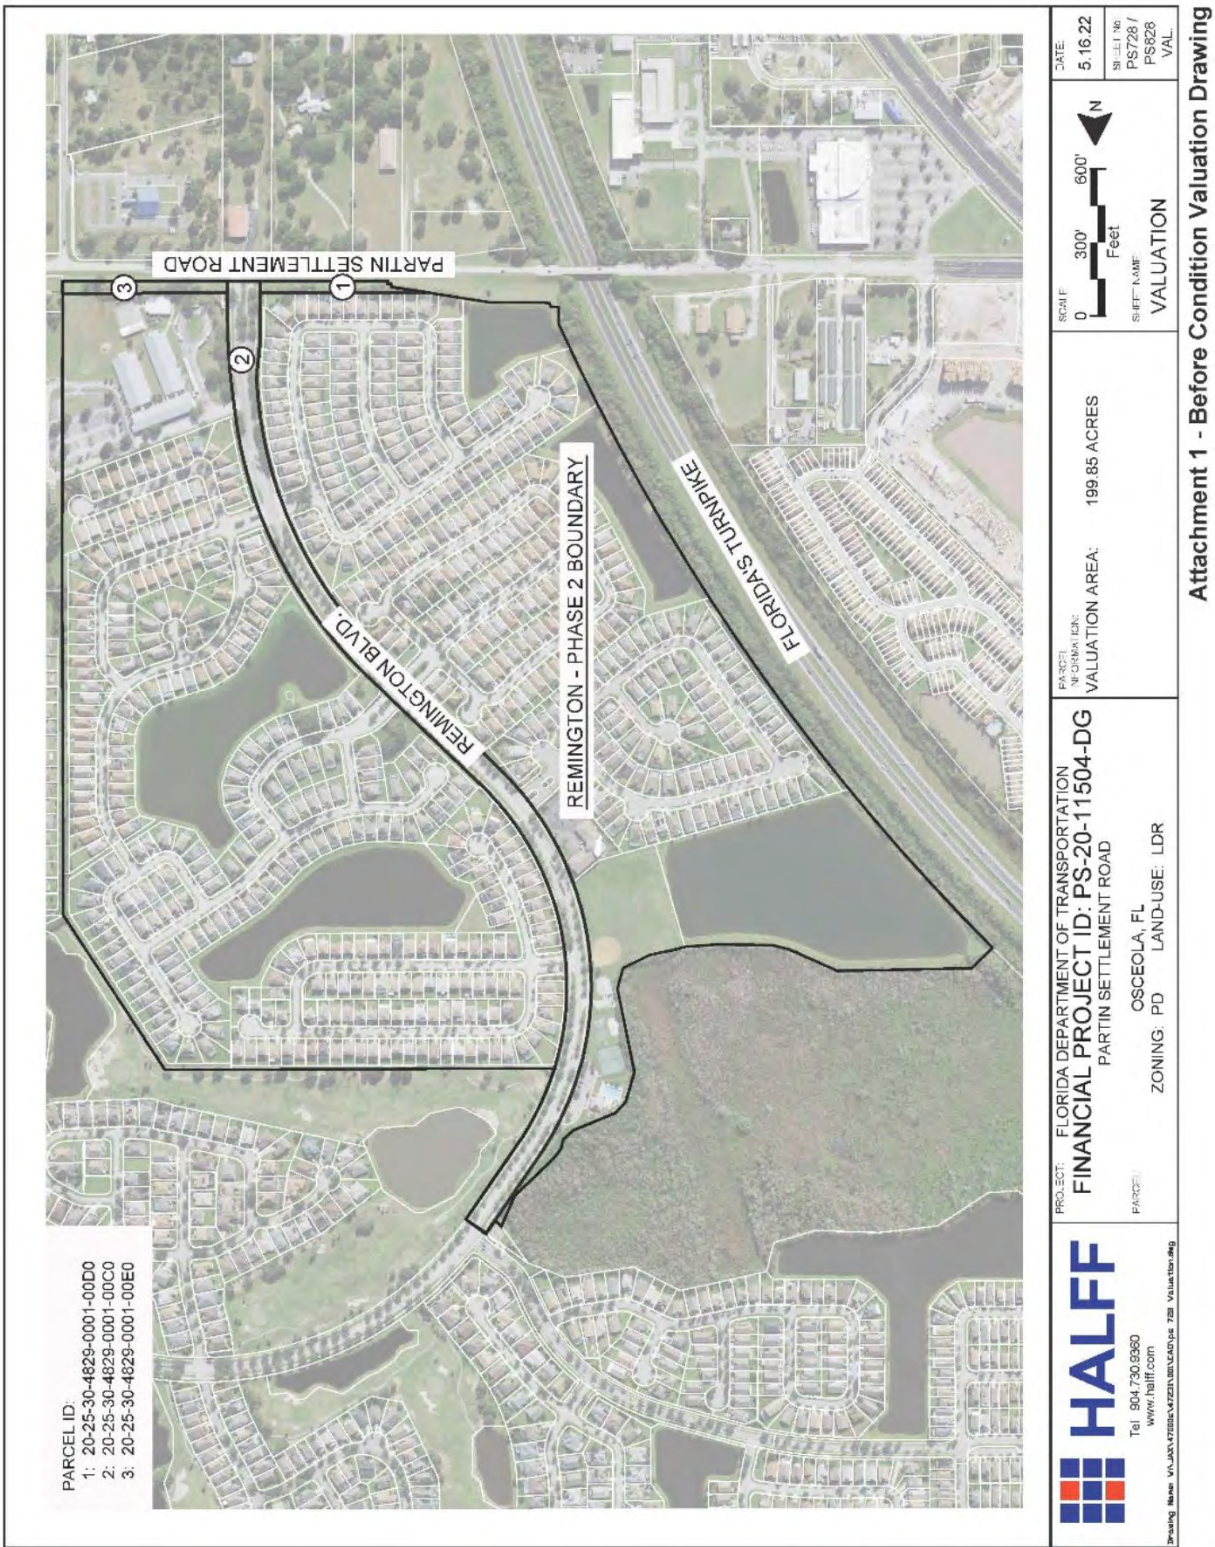 PARCEL ID:
1: 20-25-30-4829-0001-00D0
2: 20-25-30-4829-0001-00C0
3: 20-25-30-4829-0001-00E0
3
2
1
PARTIN SETTLEMENT ROAD
REMINGTON BLVD.
REMINGTON - PHASE 2 BOUNDARY
FLORIDA'S TURNPIKE
HALFF
Tel 904.730.9360
www.halff.com
PROJECT: FLORIDA DEPARTMENT OF TRANSPORTATION
FINANCIAL PROJECT ID: PS-20-11504-DG
PARTIN SETTLEMENT ROAD
PARCEL:
OSCEOLA, FL
ZONING: PD LAND-USE: LDR
PARCEL
INFORMATION:
VALUATION AREA: 199.85 ACRES
SCALE:
0 300' 600'
Feet
N
SHEET NAME:
VALUATION
DATE:
5.16.22
SHEET No:
PS728 /
PS828
VAL.
Attachment 1 - Before Condition Valuation Drawing